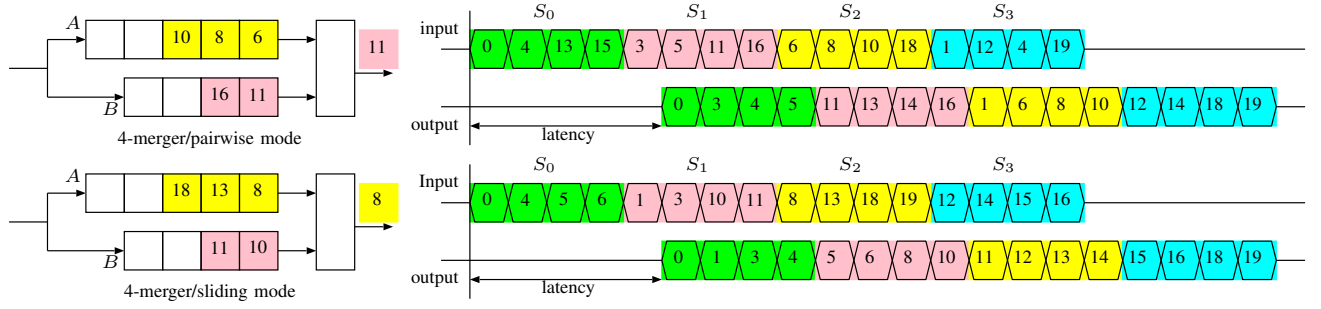 A 10 8 6
11
16 11
B
4-merger/pairwise mode
S0 S1 S2 S3
input
0 4 13 15 3 5 11 16 6 8 10 18 1 12 4 19
0 3 4 5 11 13 14 16 1 6 8 10 12 14 18 19
output
latency
A 18 13 8
8
11 10
B
4-merger/sliding mode
S0 S1 S2 S3
Input
0 4 5 6 1 3 10 11 8 13 18 19 12 14 15 16
0 1 3 4 5 6 8 10 11 12 13 14 15 16 18 19
output
latency